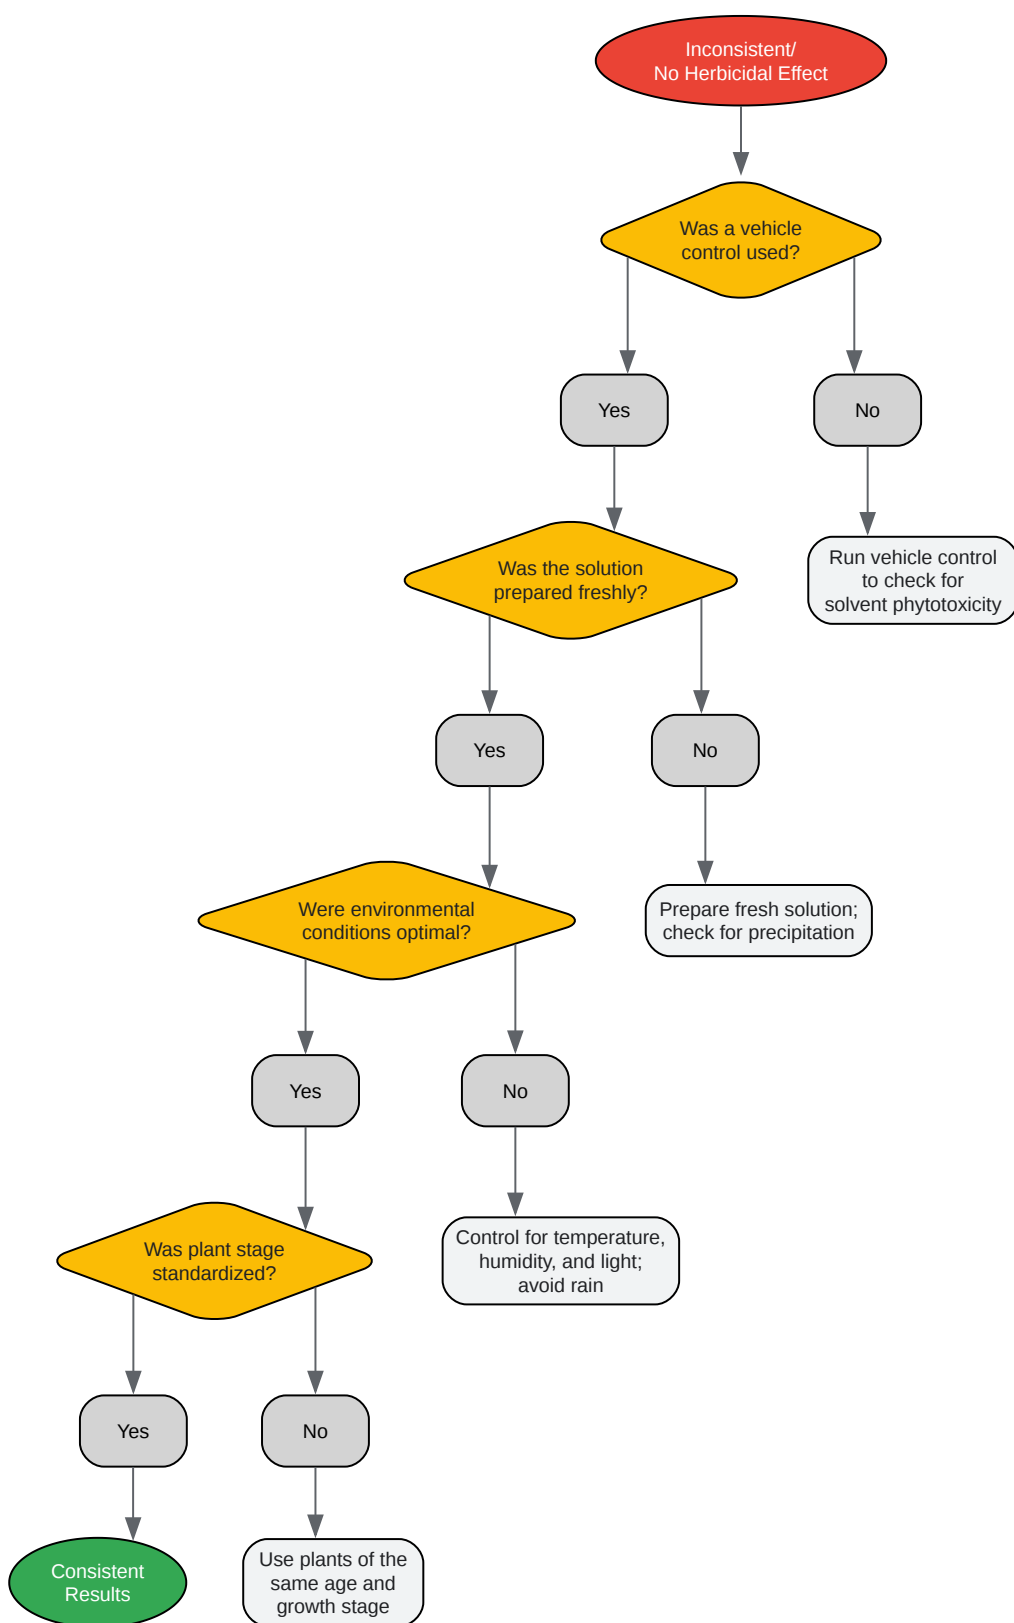 Inconsistent/
No Herbicidal Effect
Was a vehicle
control used?
Yes
No
Run vehicle control
to check for
solvent phytotoxicity
Was the solution
prepared freshly?
Yes
No
Prepare fresh solution;
check for precipitation
Were environmental
conditions optimal?
Yes
No
Control for temperature,
humidity, and light;
avoid rain
Was plant stage
standardized?
Yes
No
Consistent
Results
Use plants of the
same age and
growth stage